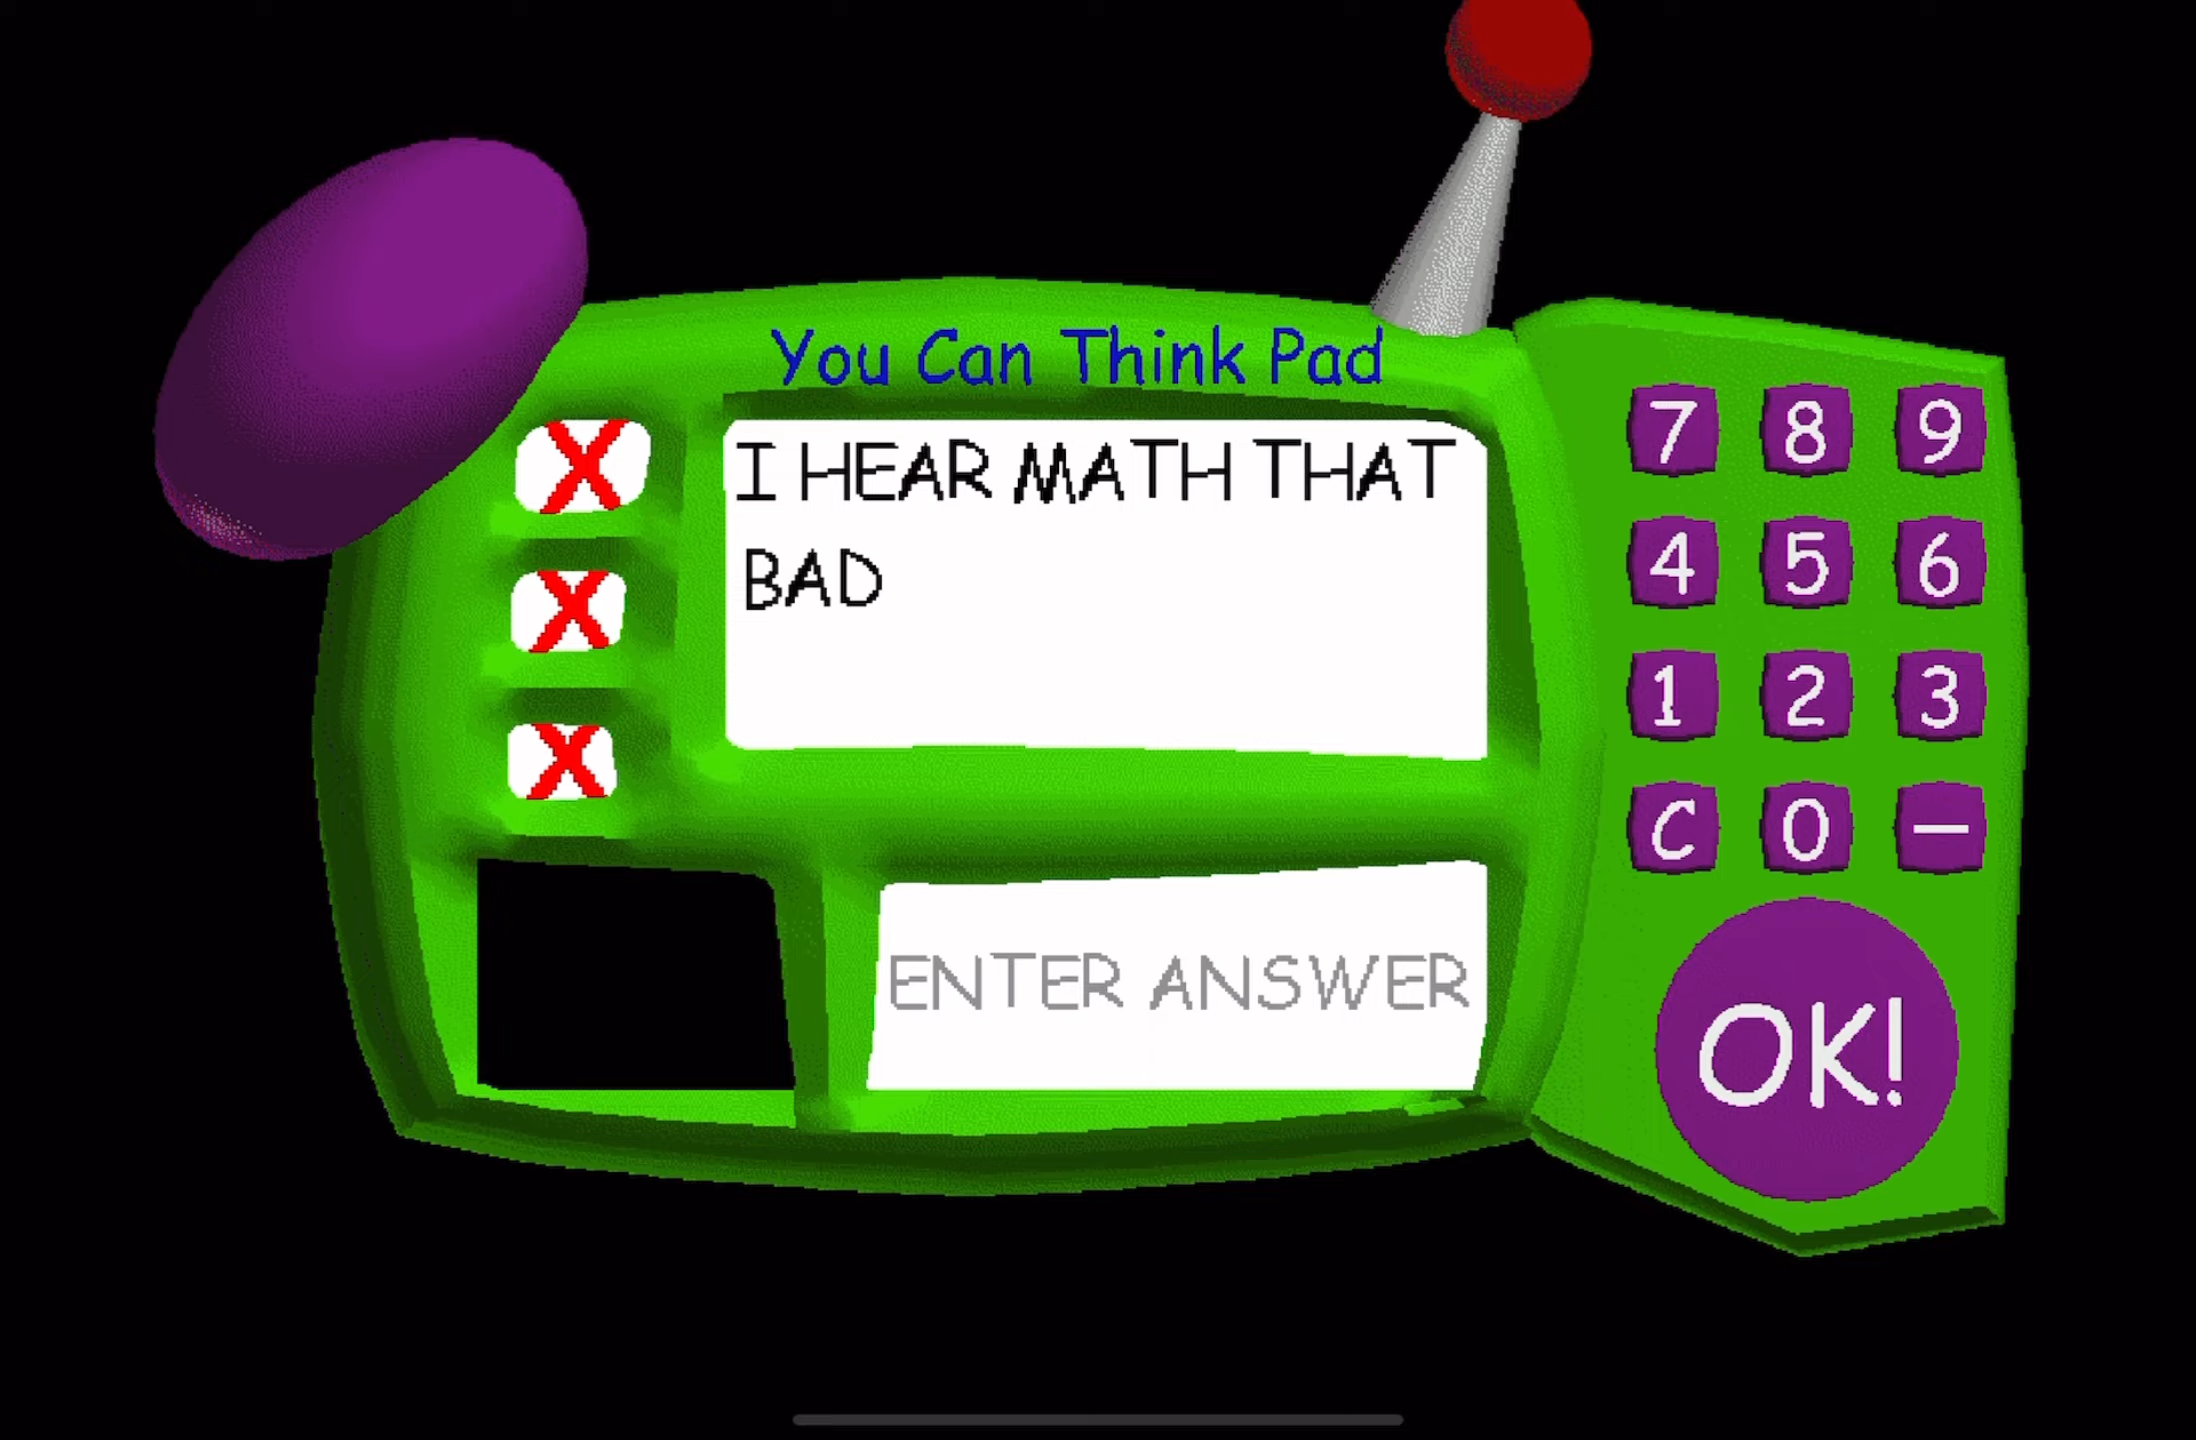 You Can Think Pad
X
I HEAR MATH THAT
BAD
X
X
ENTER ANSWER
7 8 9
4 5 6
1 2 3
C 0 –
OK!